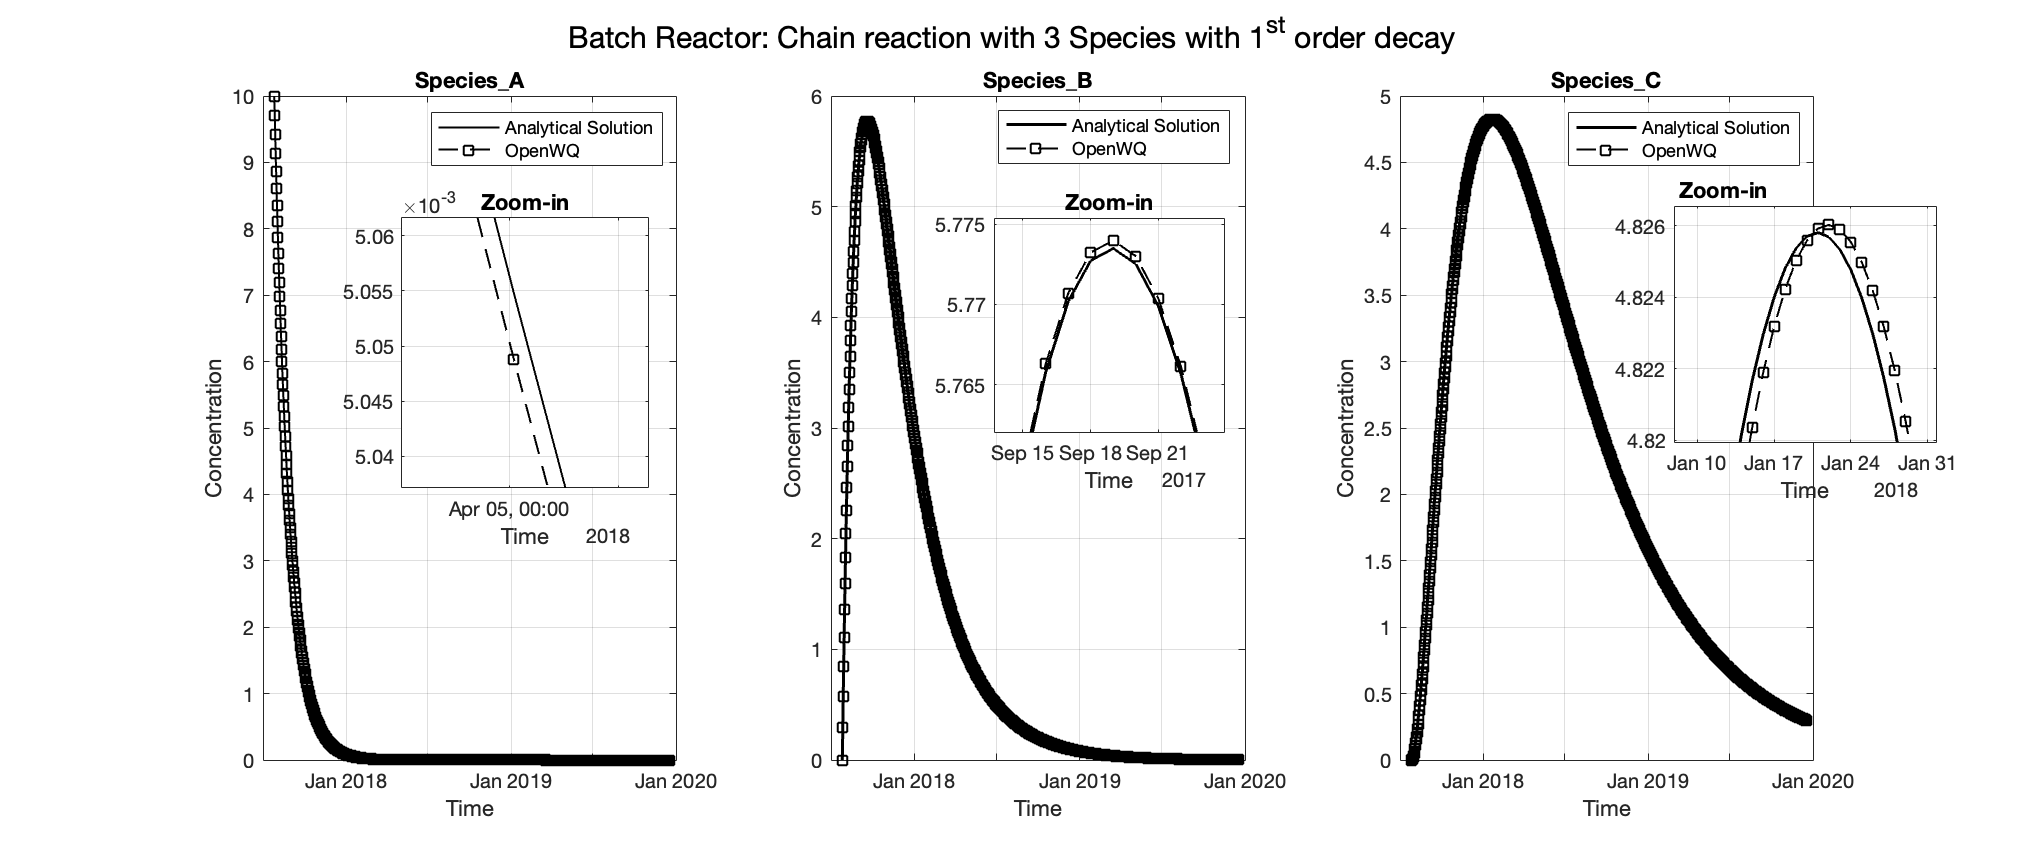 Batch Reactor: Chain reaction with 3 Species with 1st order decay
Species_A
10
9
8
7
6
5
4
3
2
1
0
Concentration
Jan 2018
Jan 2019
Jan 2020
Time
Analytical Solution
OpenWQ
Zoom-in
×10-3
5.06
5.055
5.05
5.045
5.04
Apr 05, 00:00
Time
2018
Species_B
6
5
4
3
2
1
0
Concentration
Jan 2018
Jan 2019
Jan 2020
Time
Analytical Solution
OpenWQ
Zoom-in
5.775
5.77
5.765
Sep 15
Sep 18
Sep 21
Time
2017
Species_C
5
4.5
4
3.5
3
2.5
2
1.5
1
0.5
0
Concentration
Jan 2018
Jan 2019
Jan 2020
Time
Analytical Solution
OpenWQ
Zoom-in
4.826
4.824
4.822
4.82
Jan 10
Jan 17
Jan 24
Jan 31
Time
2018